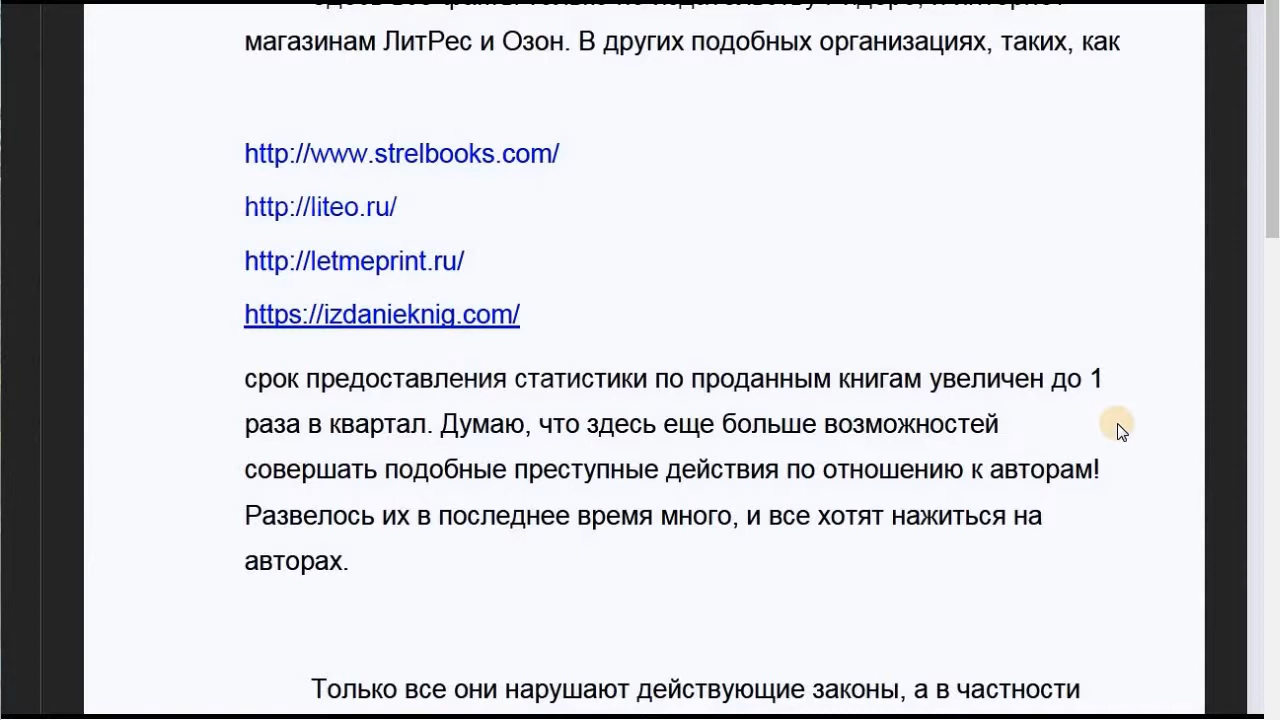 магазинам ЛитРес и Озон. В других подобных организациях, таких, как
http://www.strelbooks.com/
http://liteo.ru/
http://letmeprint.ru/
https://izdanieknig.com/
срок предоставления статистики по проданным книгам увеличен до 1
раза в квартал. Думаю, что здесь еще больше возможностей
совершать подобные преступные действия по отношению к авторам!
Развелось их в последнее время много, и все хотят нажиться на
авторах.
Только все они нарушают действующие законы, а в частности